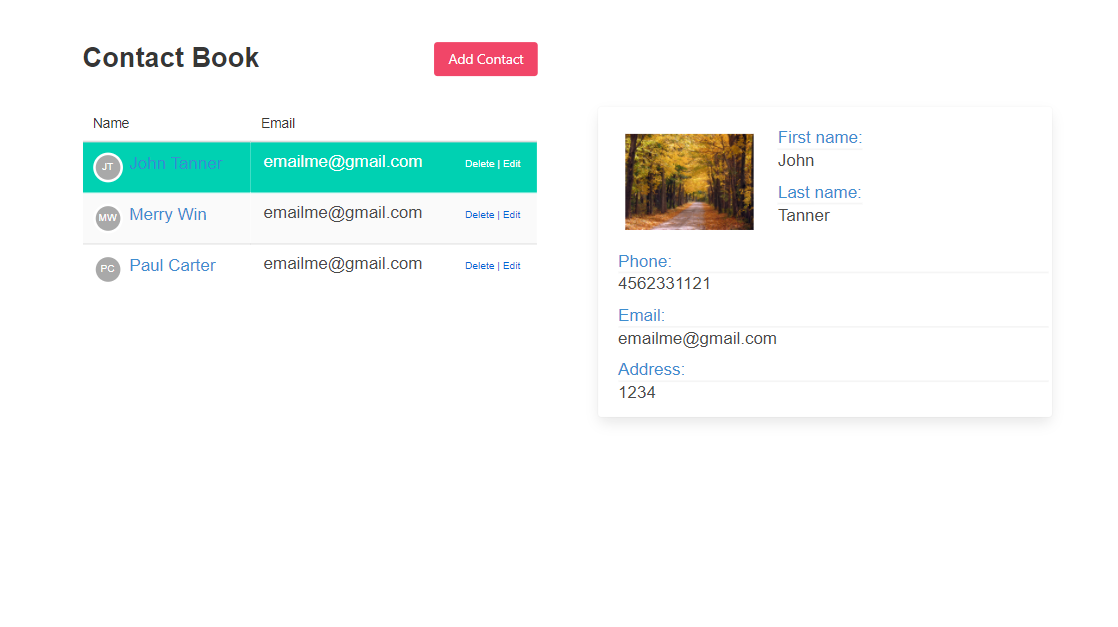 Contact Book
Add Contact
Name Email
JT John Tanner emailme@gmail.com Delete | Edit
MW Merry Win emailme@gmail.com Delete | Edit
PC Paul Carter emailme@gmail.com Delete | Edit
First name:
John
Last name:
Tanner
Phone:
4562331121
Email:
emailme@gmail.com
Address:
1234